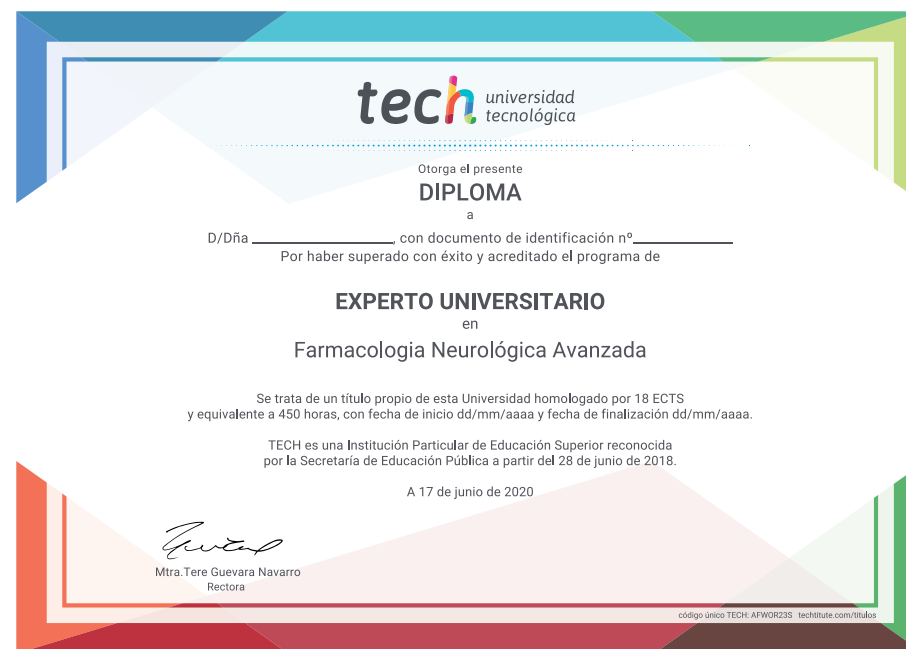 tech universidad
tecnológica
Otorga el presente
DIPLOMA
a
D/Dña ____________________, con documento de identificación nº______________
Por haber superado con éxito y acreditado el programa de
EXPERTO UNIVERSITARIO
en
Farmacologia Neurológica Avanzada
Se trata de un título propio de esta Universidad homologado por 18 ECTS
y equivalente a 450 horas, con fecha de inicio dd/mm/aaaa y fecha de finalización dd/mm/aaaa.
TECH es una Institución Particular de Educación Superior reconocida
por la Secretaría de Educación Pública a partir del 28 de junio de 2018.
A 17 de junio de 2020
Mtra.Tere Guevara Navarro
Rectora
código único TECH: AFWOR23S techtitute.com/titulos